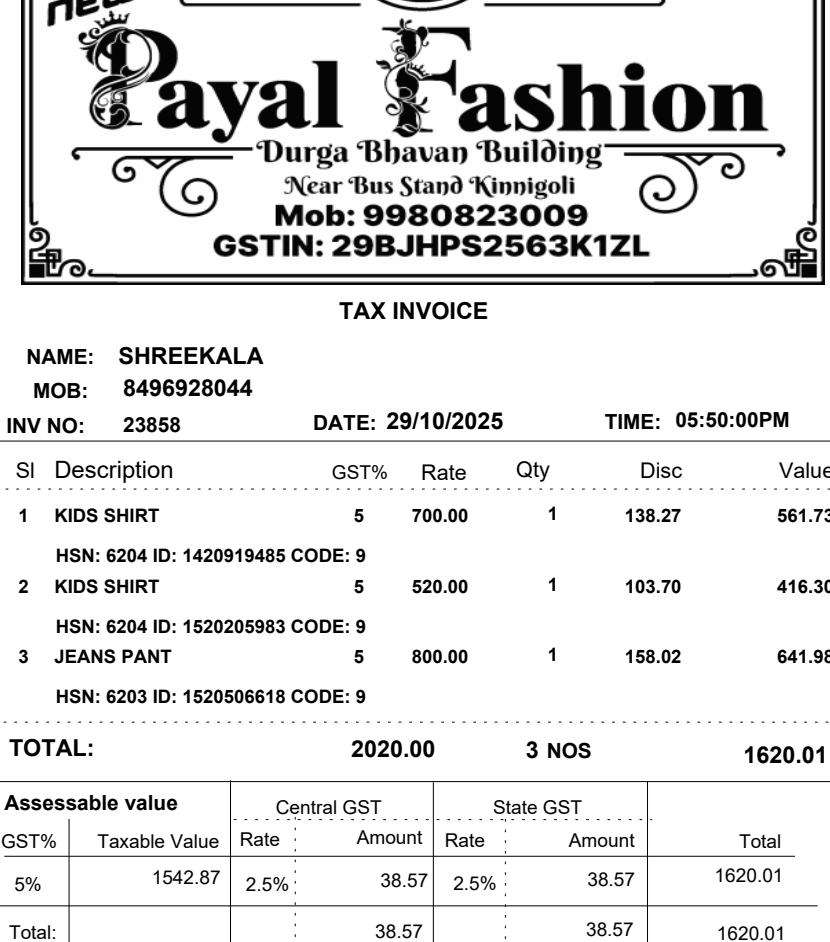 new
Payal Fashion
Durga Bhavan Building
Near Bus Stand Kinnigoli
Mob: 9980823009
GSTIN: 29BJHPS2563K1ZL
TAX INVOICE
NAME: SHREEKALA
MOB: 8496928044
INV NO: 23858 DATE: 29/10/2025 TIME: 05:50:00PM
Sl Description GST% Rate Qty Disc Value
1 KIDS SHIRT 5 700.00 1 138.27 561.73
HSN: 6204 ID: 1420919485 CODE: 9
2 KIDS SHIRT 5 520.00 1 103.70 416.30
HSN: 6204 ID: 1520205983 CODE: 9
3 JEANS PANT 5 800.00 1 158.02 641.98
HSN: 6203 ID: 1520506618 CODE: 9
TOTAL: 2020.00 3 NOS 1620.01
Assessable value Central GST State GST
GST% Taxable Value Rate Amount Rate Amount Total
5% 1542.87 2.5% 38.57 2.5% 38.57 1620.01
Total: 38.57 38.57 1620.01